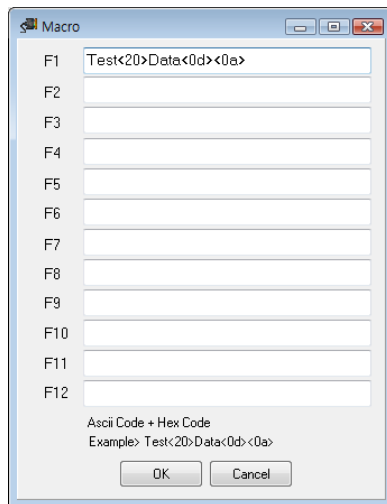 Macro
F1 Test<20>Data<0d><0a>
F2
F3
F4
F5
F6
F7
F8
F9
F10
F11
F12
Ascii Code + Hex Code
Example> Test<20>Data<0d><0a>
OK Cancel